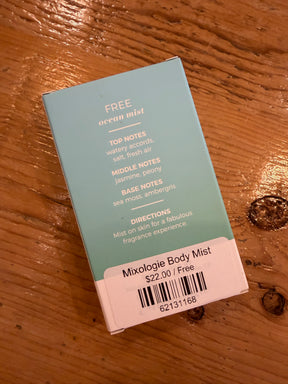 FREE
ocean mist
TOP NOTES
watery accords,
salt, fresh air
MIDDLE NOTES
jasmine, peony
BASE NOTES
sea moss, ambergris
DIRECTIONS
Mist on skin for a fabulous
fragrance experience.
Mixologie Body Mist
$22.00 / Free
62131168